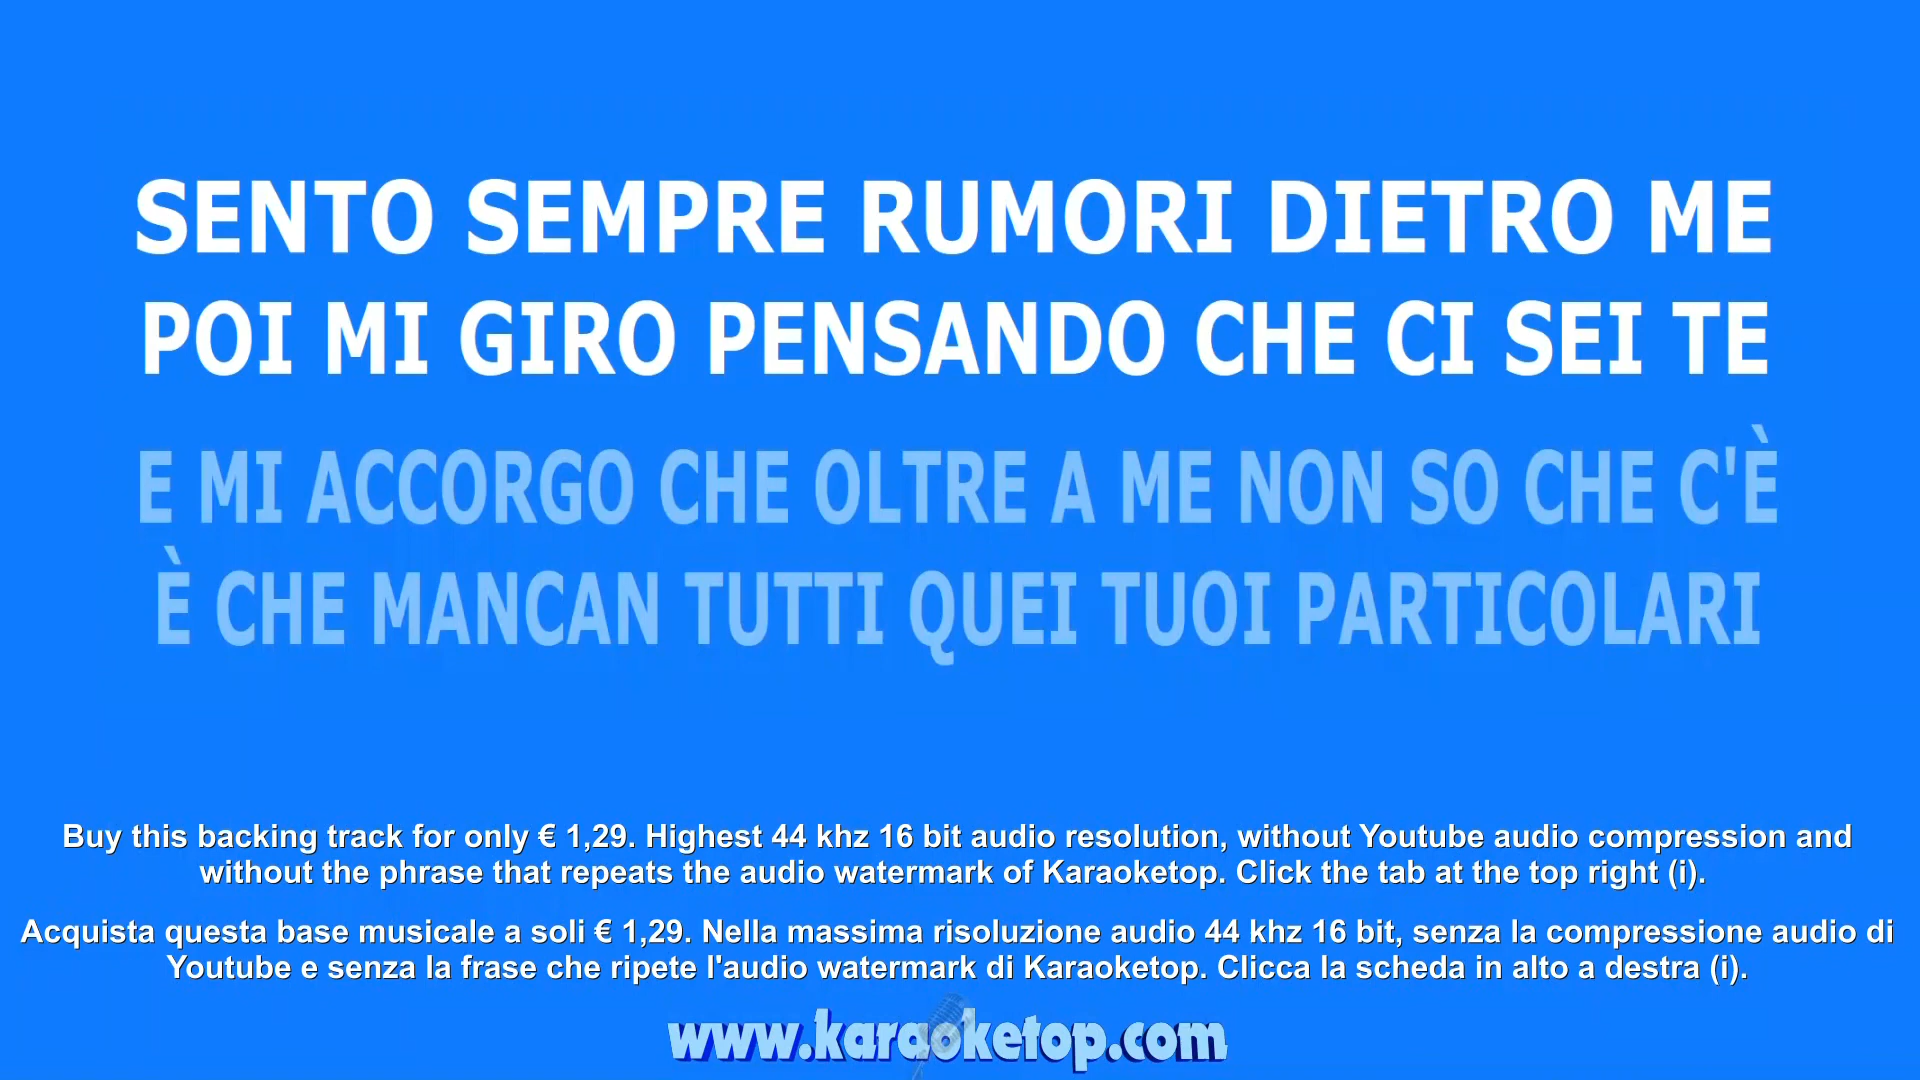 SENTO SEMPRE RUMORI DIETRO ME
POI MI GIRO PENSANDO CHE CI SEI TE
E MI ACCORGO CHE OLTRE A ME NON SO CHE C'È
È CHE MANCAN TUTTI QUEI TUOI PARTICOLARI
Buy this backing track for only € 1,29. Highest 44 khz 16 bit audio resolution, without Youtube audio compression and
without the phrase that repeats the audio watermark of Karaoketop. Click the tab at the top right (i).
Acquista questa base musicale a soli € 1,29. Nella massima risoluzione audio 44 khz 16 bit, senza la compressione audio di
Youtube e senza la frase che ripete l'audio watermark di Karaoketop. Clicca la scheda in alto a destra (i).
www.karaoketop.com